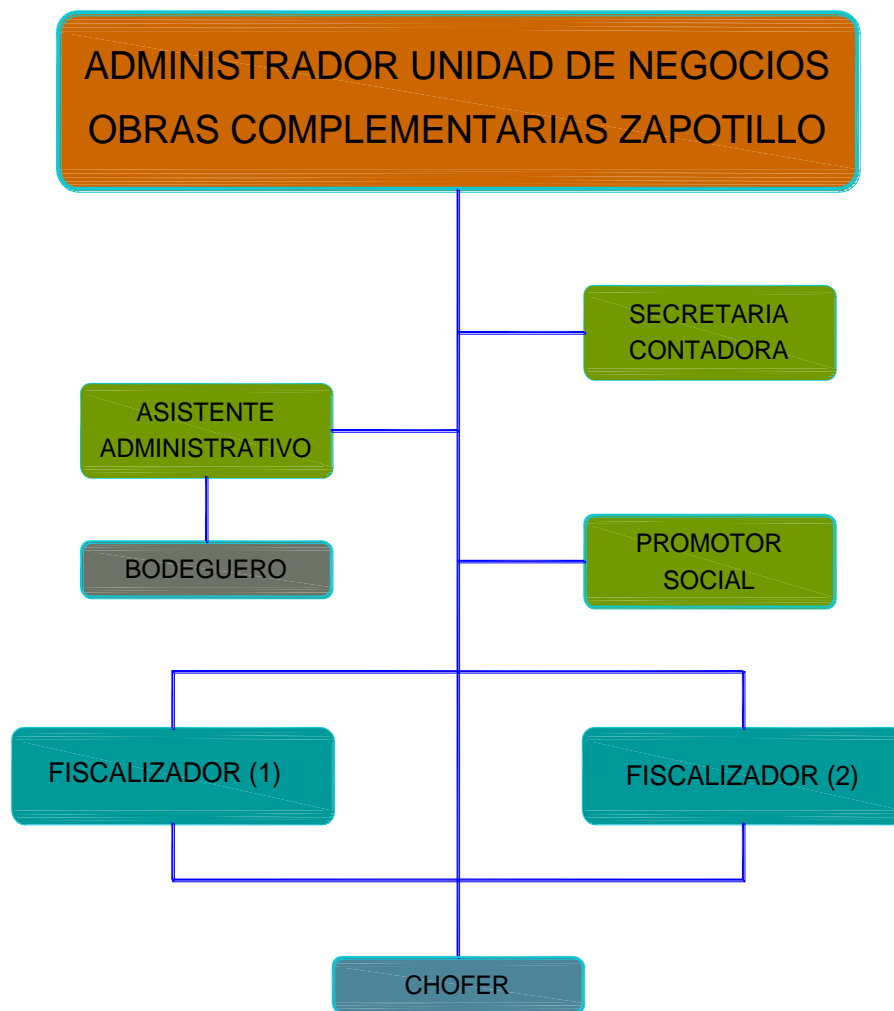 ADMINISTRADOR UNIDAD DE NEGOCIOS
OBRAS COMPLEMENTARIAS ZAPOTILLO
SECRETARIA
CONTADORA
ASISTENTE
ADMINISTRATIVO
BODEGUERO
PROMOTOR
SOCIAL
FISCALIZADOR (1)
FISCALIZADOR (2)
CHOFER